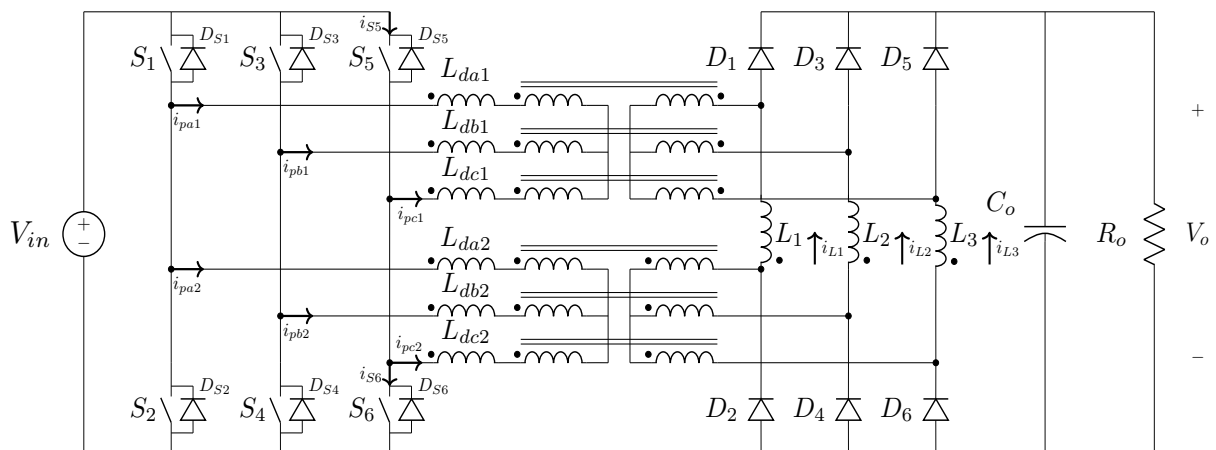 i_{S5}
S_1 D_{S1} S_3 D_{S3} S_5 D_{S5} D_1 D_3 D_5
L_{da1}
i_{pa1} +
L_{db1}
i_{pb1}
L_{dc1}
i_{pc1} C_o
V_{in} + − L_1 i_{L1} L_2 i_{L2} L_3 i_{L3} R_o V_o
L_{da2}
i_{pa2}
L_{db2}
i_{pb2}
L_{dc2} i_{pc2} −
i_{S6}
S_2 D_{S2} S_4 D_{S4} S_6 D_{S6} D_2 D_4 D_6